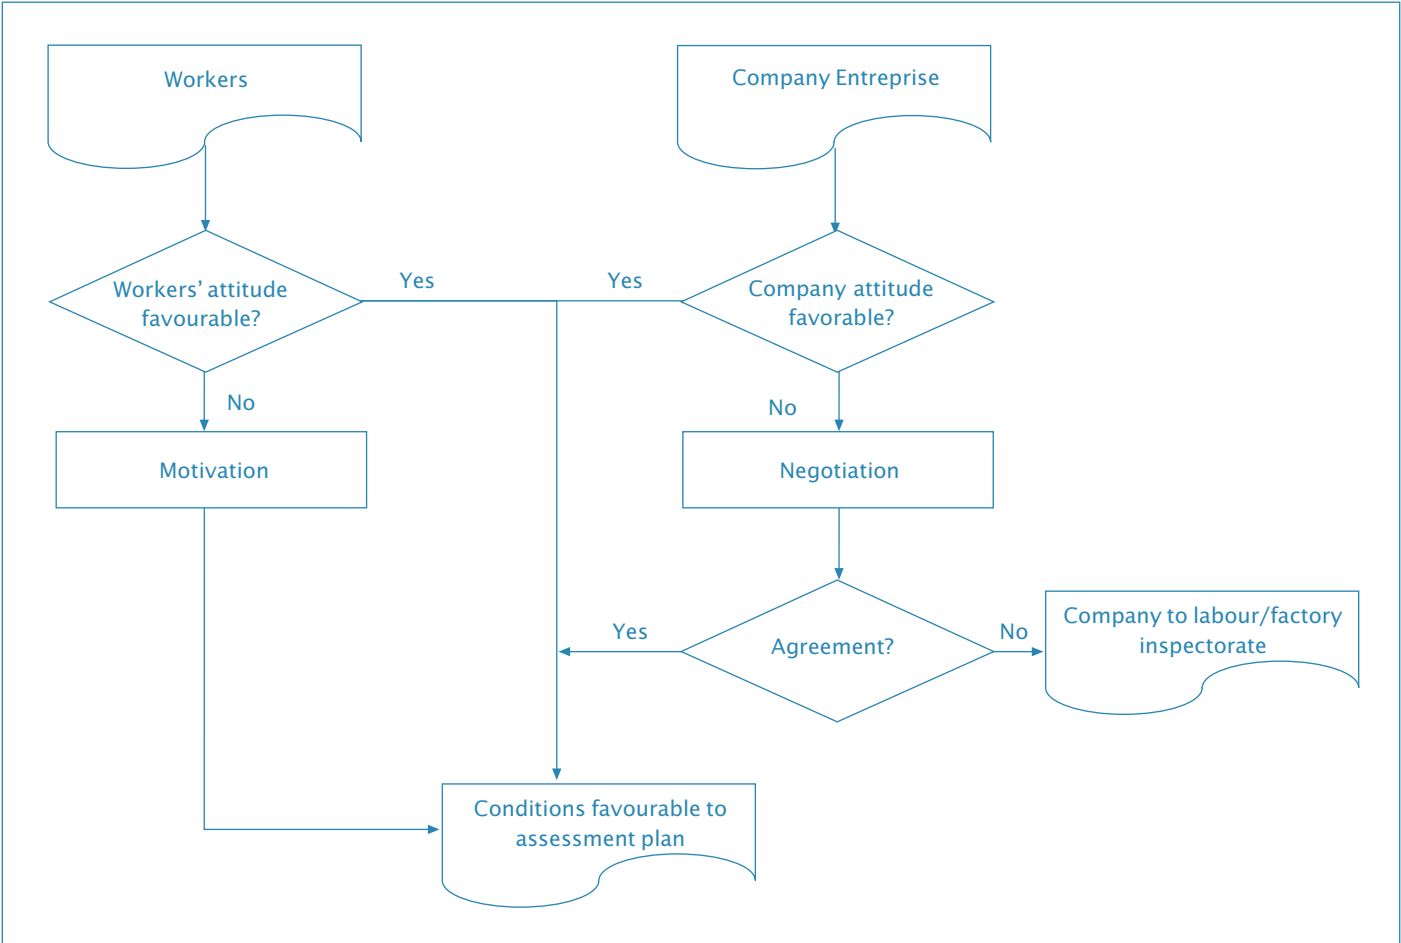 Workers
Company Entreprise
Workers’ attitude
favourable?
Yes
Yes
Company attitude
favorable?
No
No
Motivation
Negotiation
Yes
Agreement?
No
Company to labour/factory
inspectorate
Conditions favourable to
assessment plan